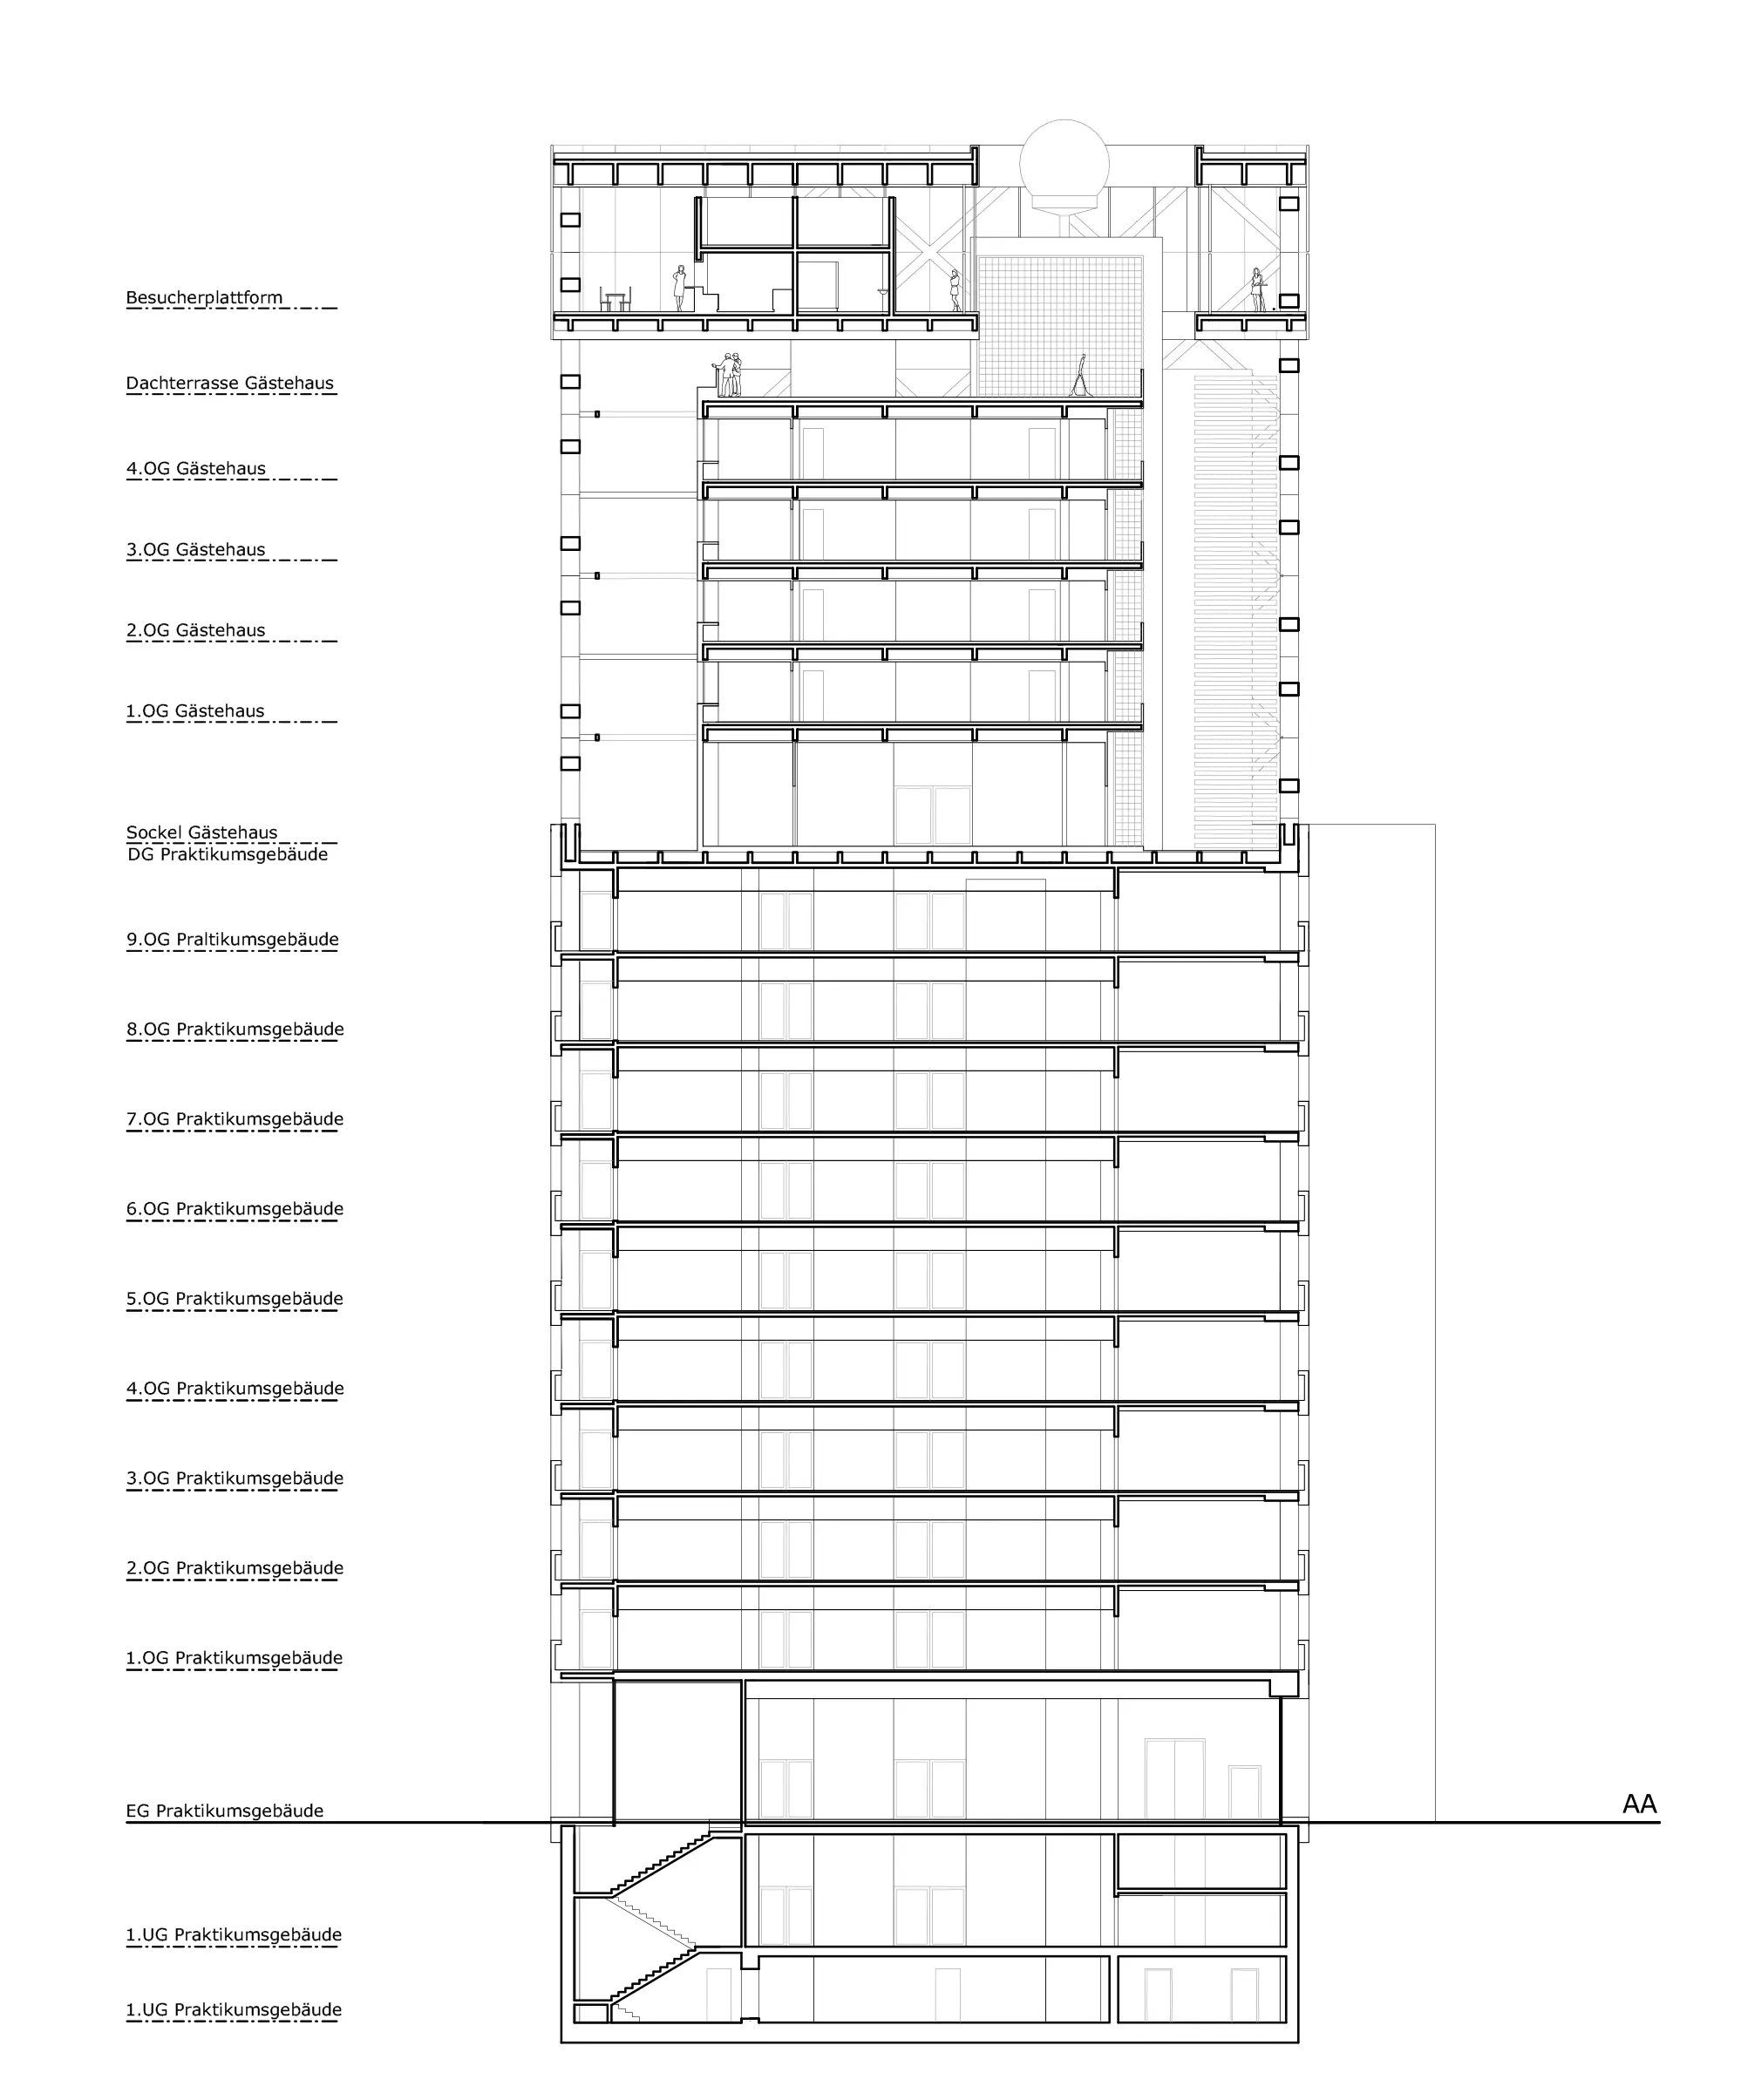 Besucherplattform
Dachterrasse Gästehaus
4.OG Gästehaus
3.OG Gästehaus
2.OG Gästehaus
1.OG Gästehaus
Sockel Gästehaus
DG Praktikumsgebäude
9.OG Praltikumsgebäude
8.OG Praktikumsgebäude
7.OG Praktikumsgebäude
6.OG Praktikumsgebäude
5.OG Praktikumsgebäude
4.OG Praktikumsgebäude
3.OG Praktikumsgebäude
2.OG Praktikumsgebäude
1.OG Praktikumsgebäude
EG Praktikumsgebäude
AA
1.UG Praktikumsgebäude
1.UG Praktikumsgebäude